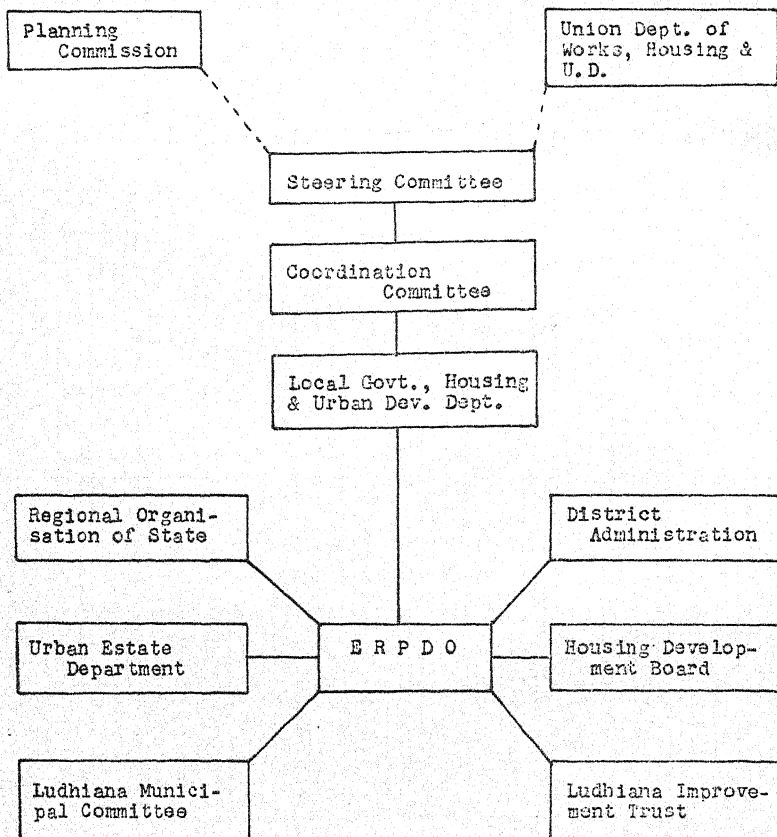 Planning
Commission
Union Dept. of
Works, Housing &
U.D.
Steering Committee
Coordination
Committee
Local Govt., Housing
& Urban Dev. Dept.
Regional Organi-
sation of State
District
Administration
Urban Estate
Department
E R P D O
Housing Develop-
ment Board
Ludhiana Munici-
pal Committee
Ludhiana Improve-
ment Trust